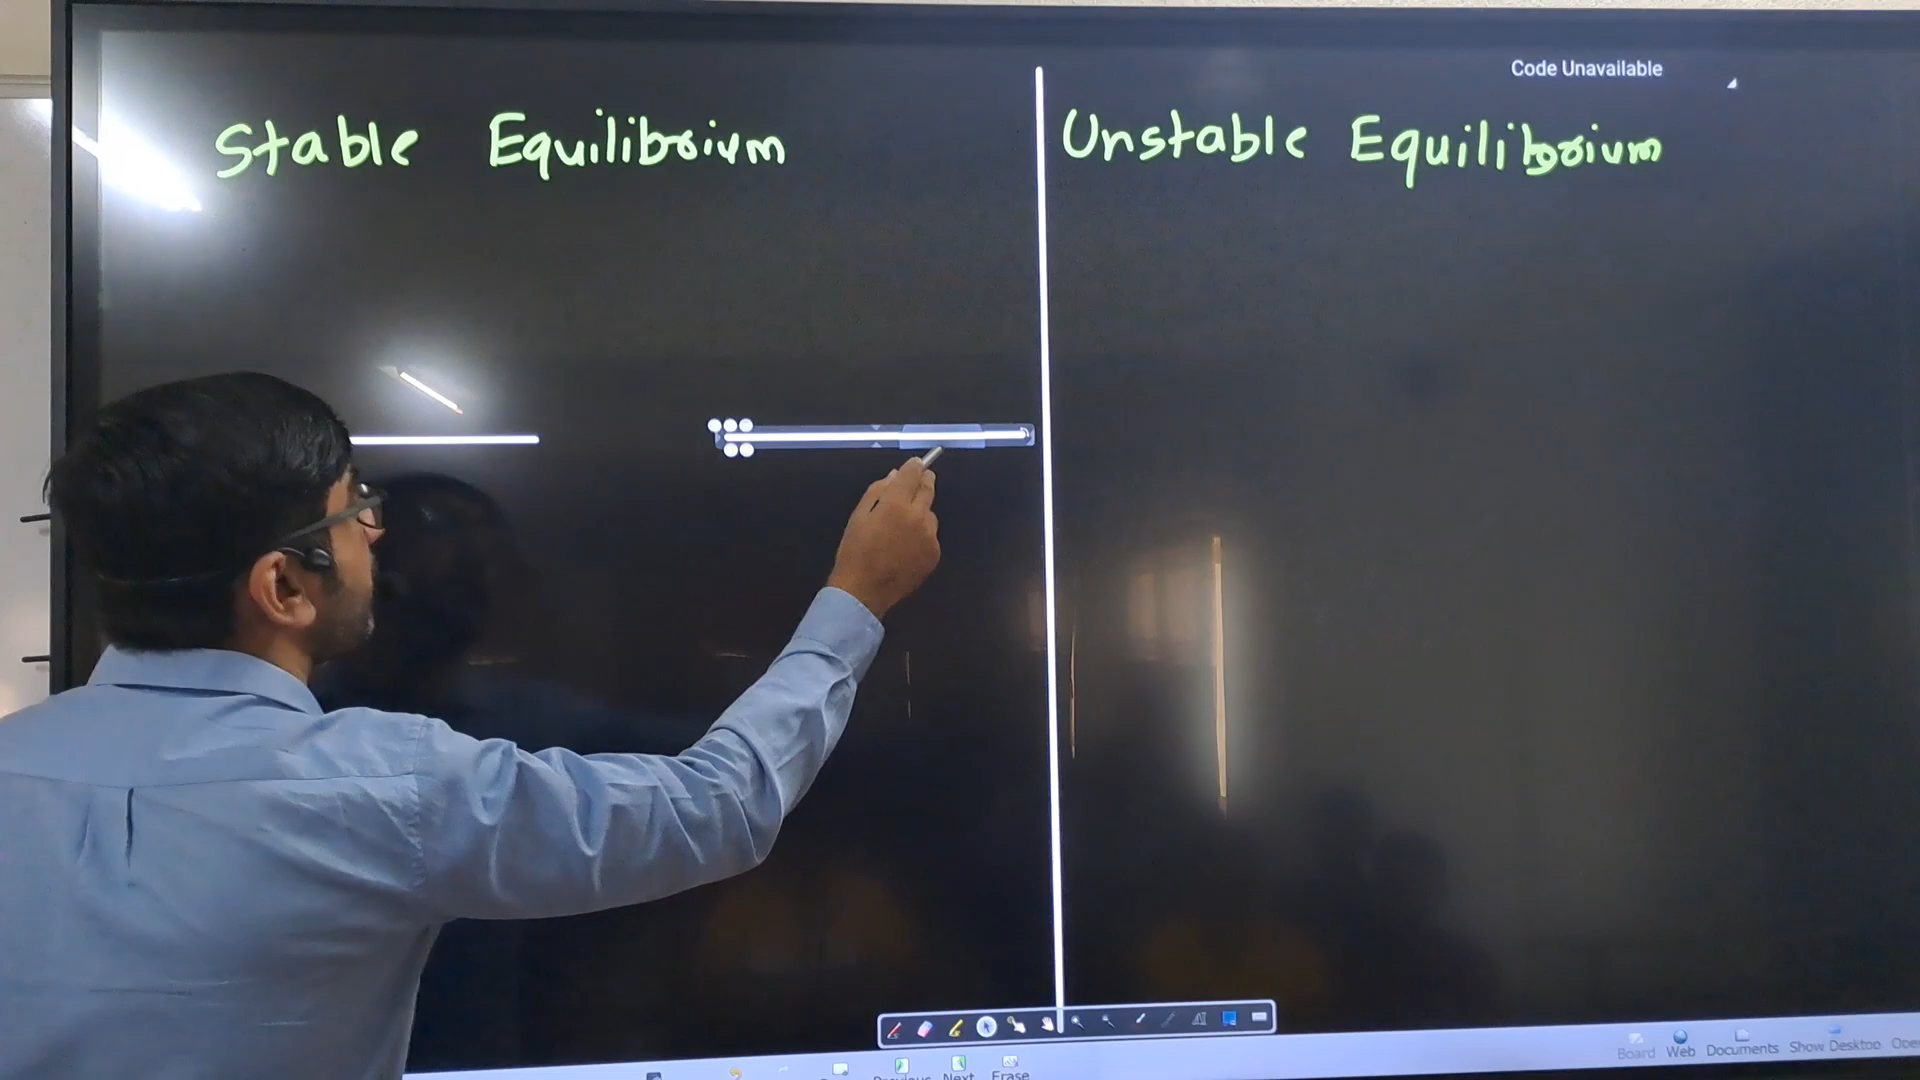 Code Unavailable
Stable Equilibrium
Unstable Equilibrium
Board Web Documents Show Desktop
Next Erase